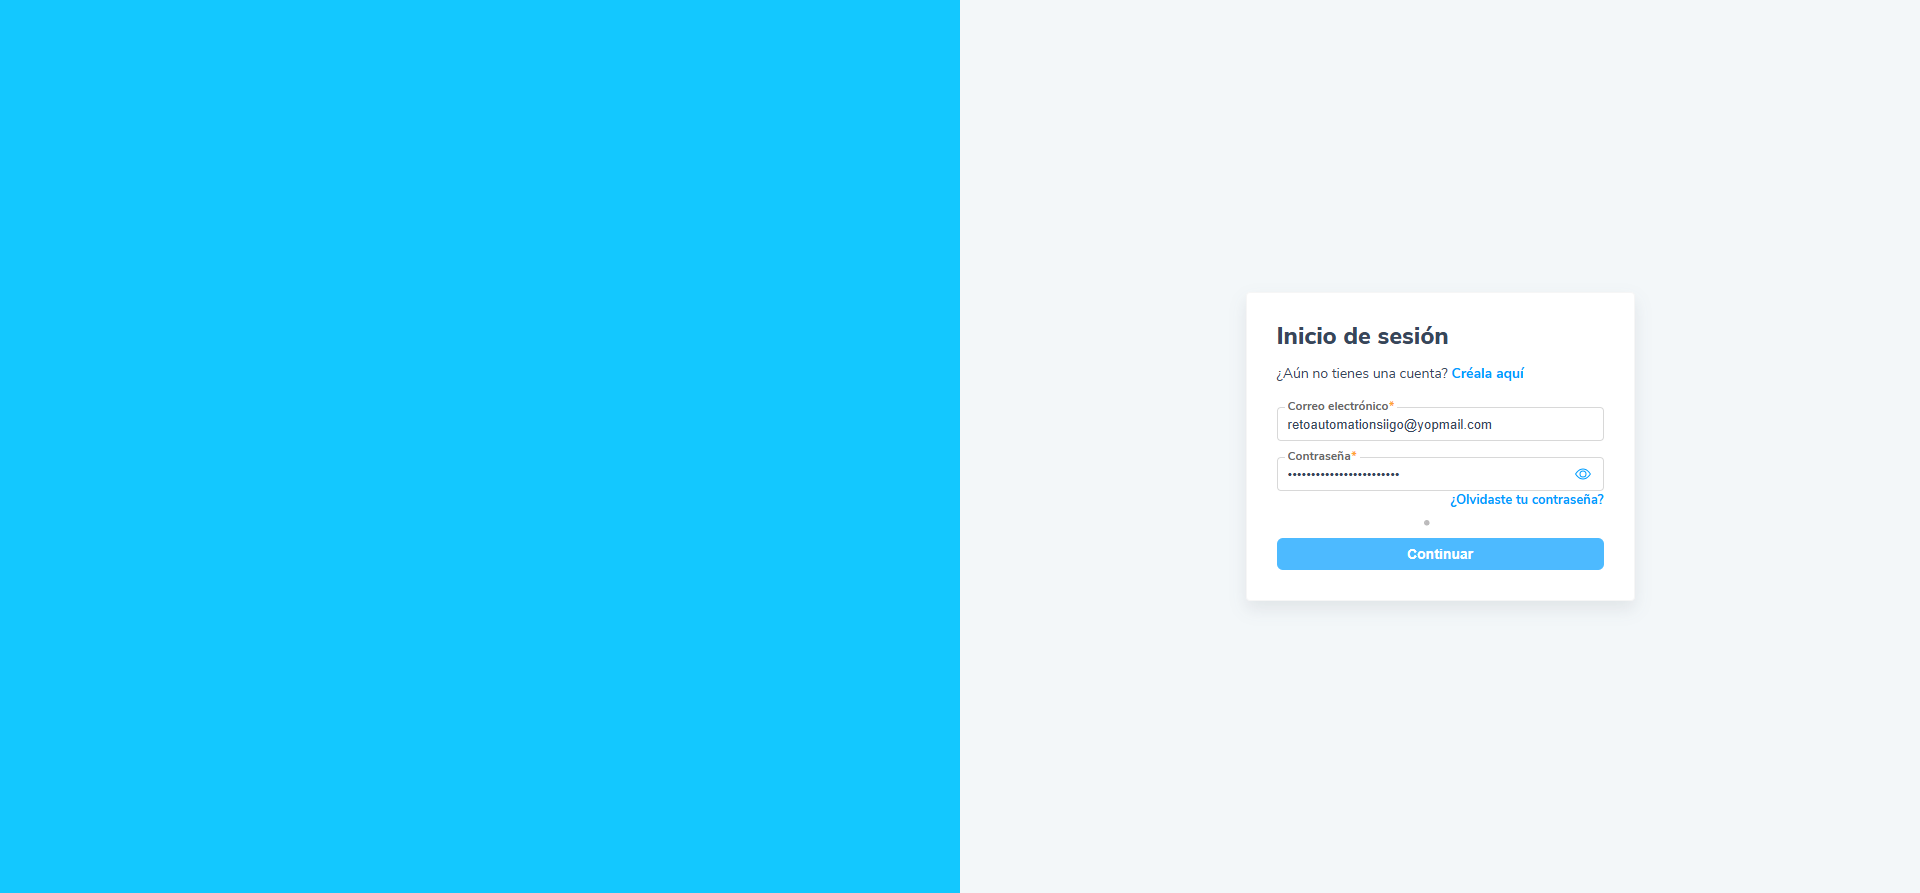 Inicio de sesión
¿Aún no tienes una cuenta? Créala aquí
Correo electrónico*
retoautomationsiigo@yopmail.com
Contraseña*
••••••••••••••••••••••••
¿Olvidaste tu contraseña?
Continuar